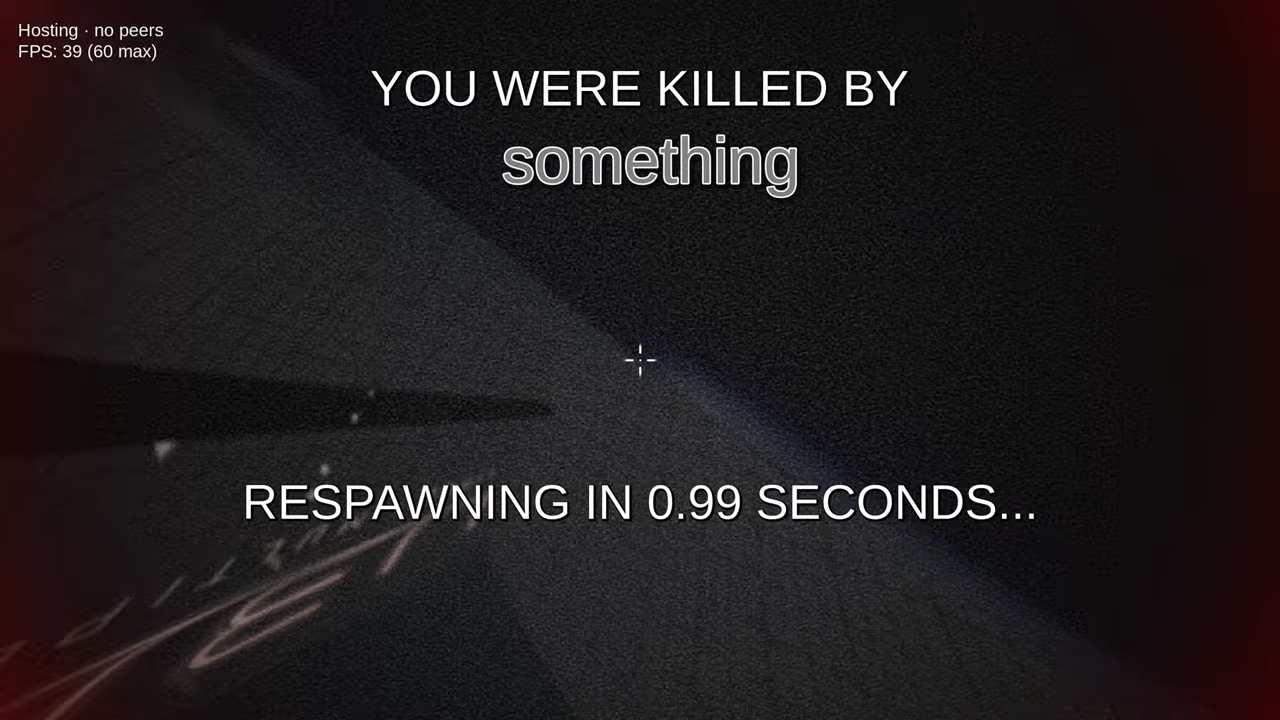 Hosting · no peers
FPS: 39 (60 max)
YOU WERE KILLED BY
something
RESPAWNING IN 0.99 SECONDS...